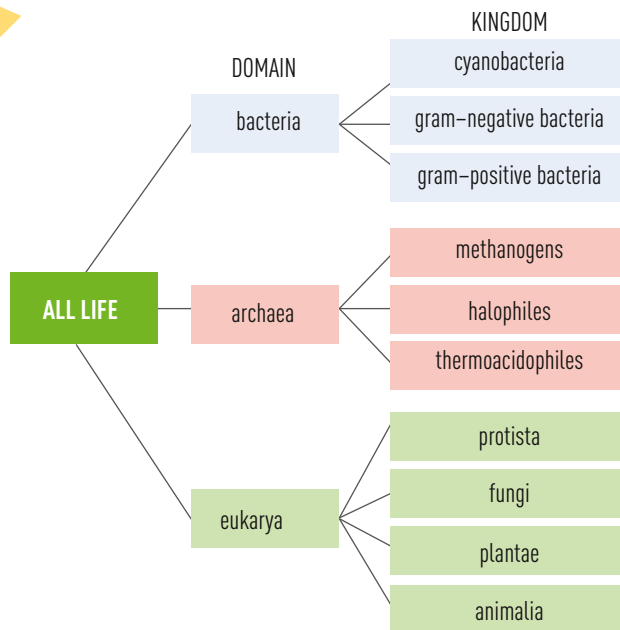 KINGDOM
DOMAIN
cyanobacteria
bacteria
gram–negative bacteria
gram–positive bacteria
methanogens
ALL LIFE
archaea
halophiles
thermoacidophiles
protista
fungi
eukarya
plantae
animalia